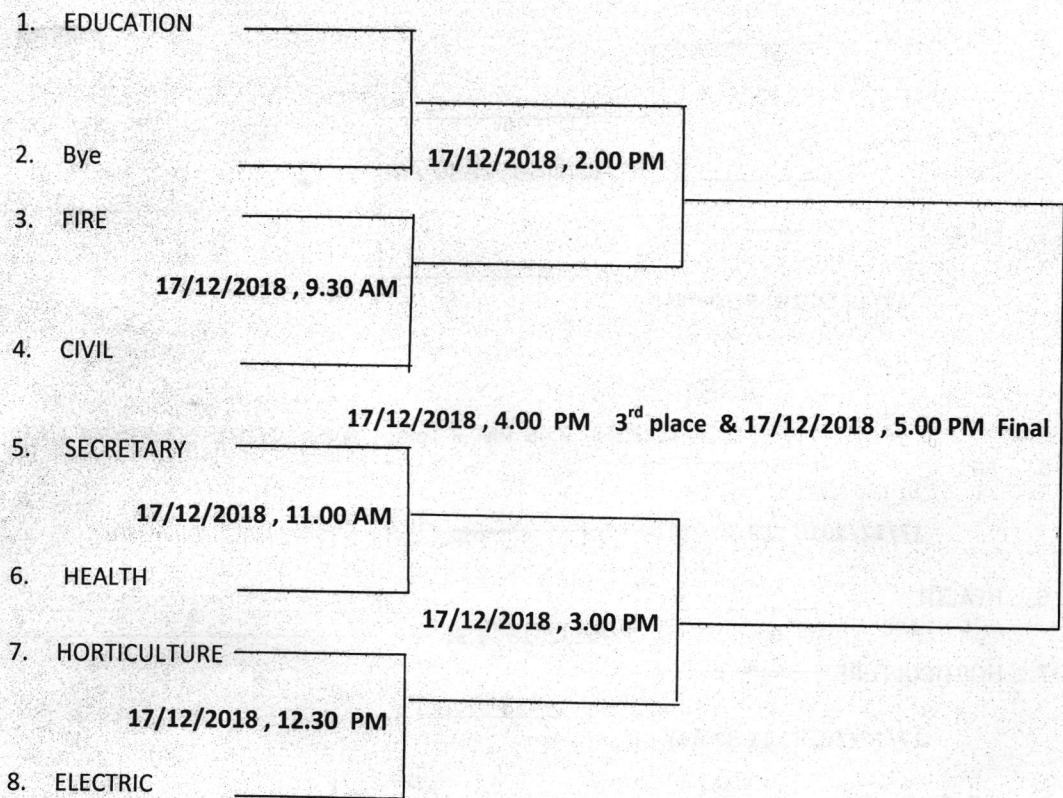 1. EDUCATION
2. Bye
17/12/2018 , 2.00 PM
3. FIRE
17/12/2018 , 9.30 AM
4. CIVIL
17/12/2018 , 4.00 PM 3rd place & 17/12/2018 , 5.00 PM Final
5. SECRETARY
17/12/2018 , 11.00 AM
6. HEALTH
17/12/2018 , 3.00 PM
7. HORTICULTURE
17/12/2018 , 12.30 PM
8. ELECTRIC